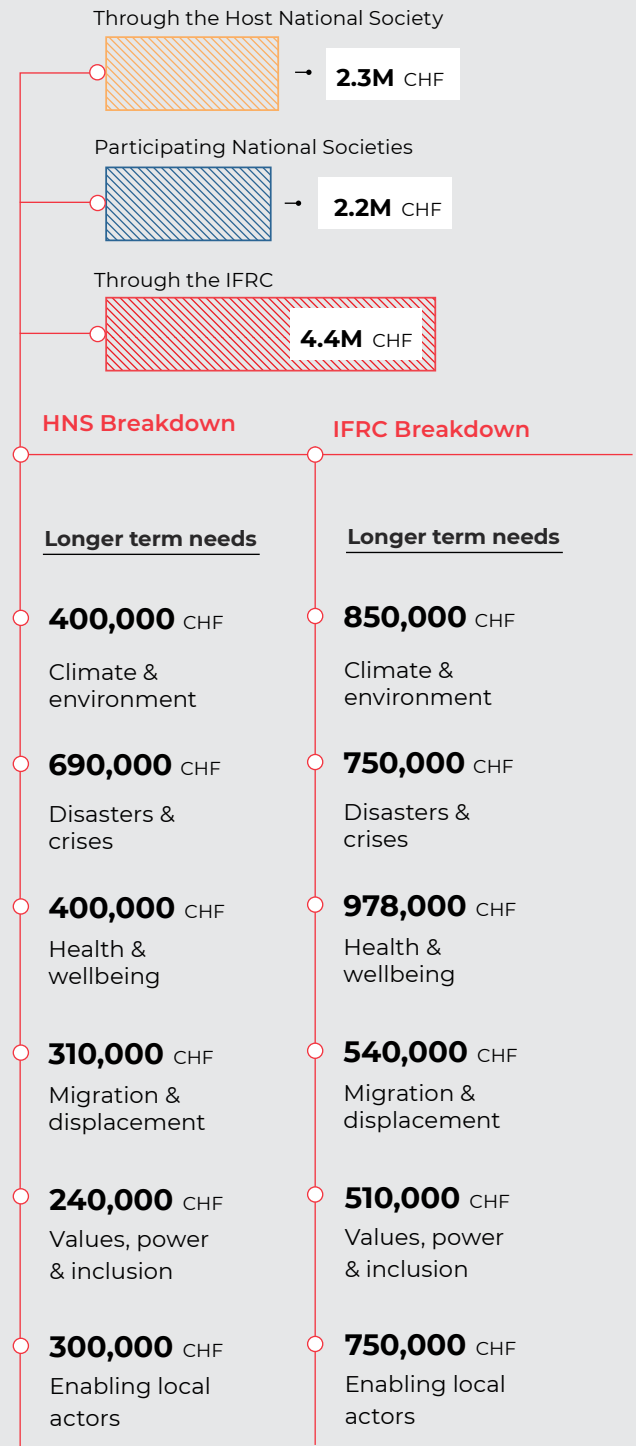 Through the Host National Society
2.3M CHF
Participating National Societies
2.2M CHF
Through the IFRC
4.4M CHF
HNS Breakdown
IFRC Breakdown
Longer term needs
400,000 CHF
Climate &
environment
690,000 CHF
Disasters &
crises
400,000 CHF
Health &
wellbeing
310,000 CHF
Migration &
displacement
240,000 CHF
Values, power
& inclusion
300,000 CHF
Enabling local
actors
Longer term needs
850,000 CHF
Climate &
environment
750,000 CHF
Disasters &
crises
978,000 CHF
Health &
wellbeing
540,000 CHF
Migration &
displacement
510,000 CHF
Values, power
& inclusion
750,000 CHF
Enabling local
actors